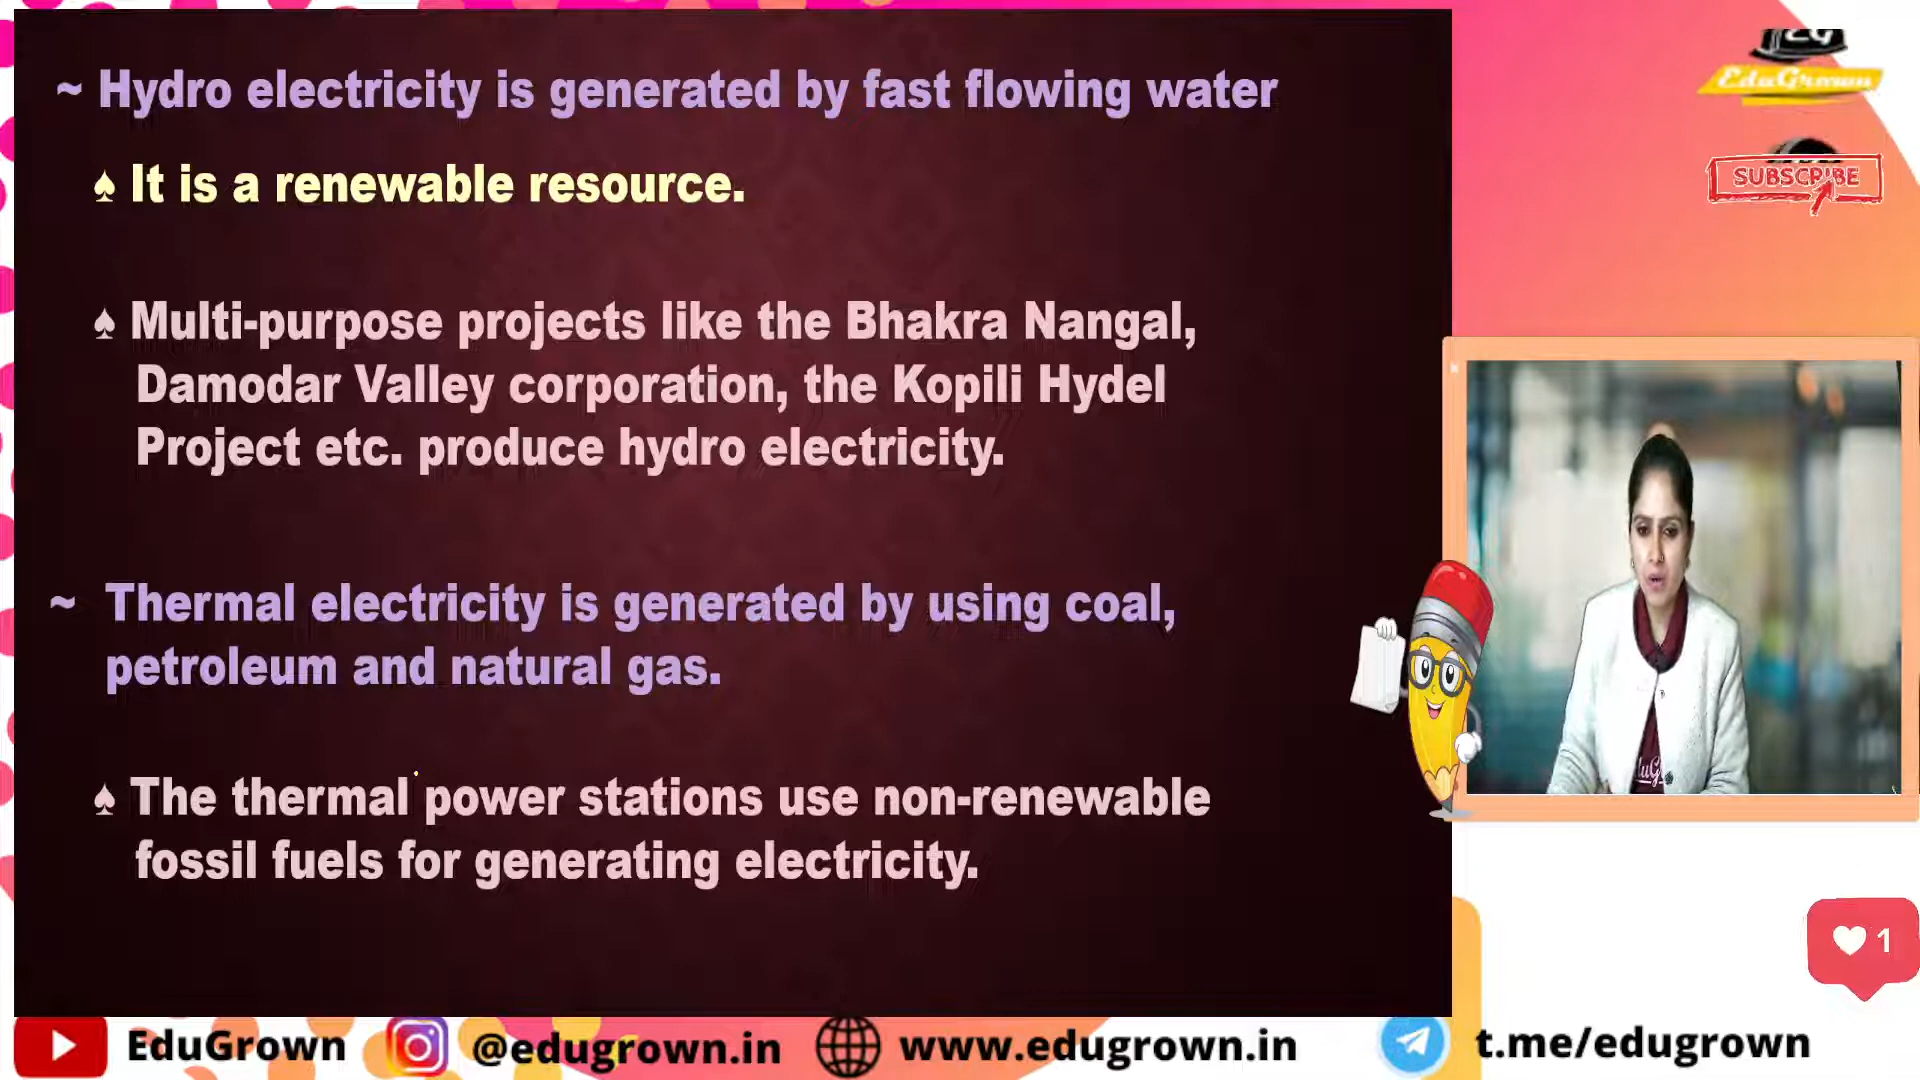 ~ Hydro electricity is generated by fast flowing water
♠ It is a renewable resource.
♠ Multi-purpose projects like the Bhakra Nangal,
Damodar Valley corporation, the Kopili Hydel
Project etc. produce hydro electricity.
~ Thermal electricity is generated by using coal,
petroleum and natural gas.
♠ The thermal power stations use non-renewable
fossil fuels for generating electricity.
EduGrown
SUBSCRIBE
1
EduGrown
@edugrown.in
www.edugrown.in
t.me/edugrown